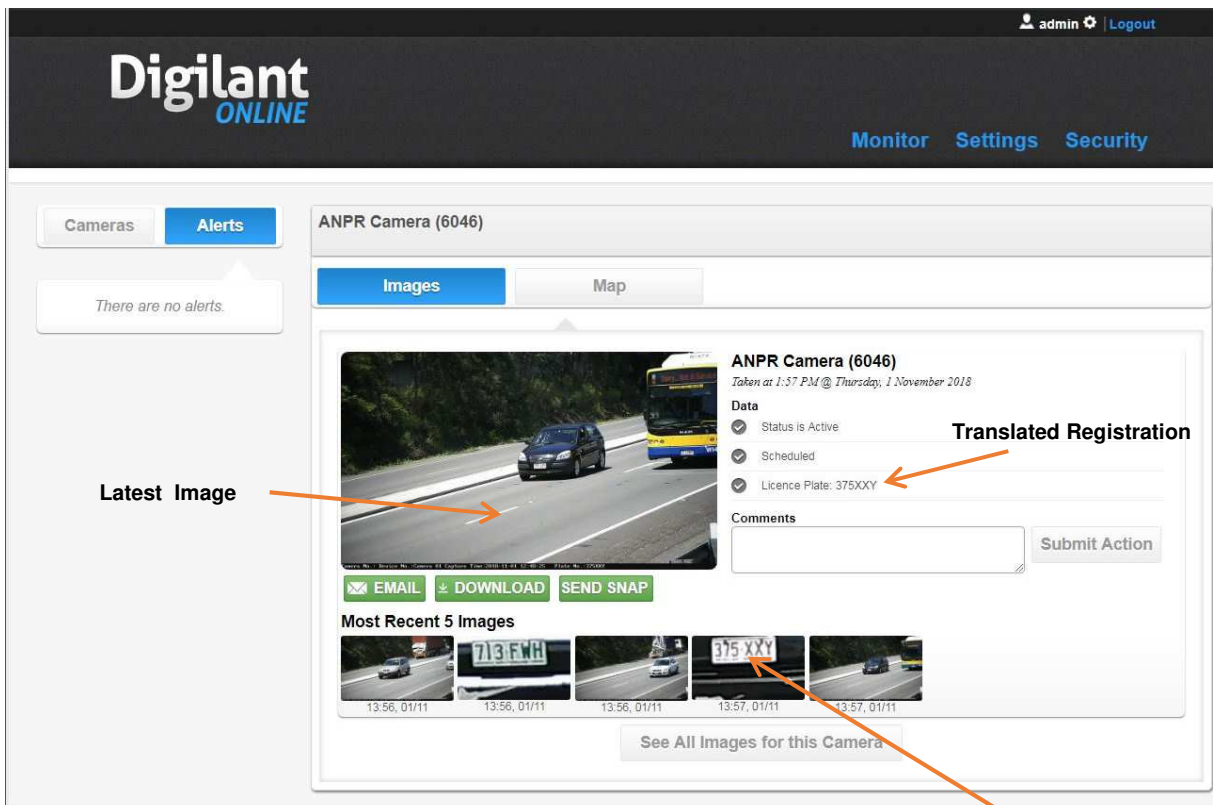 admin | Logout
Digilant
ONLINE
Monitor Settings Security
Cameras Alerts
ANPR Camera (6046)
There are no alerts.
Images Map
ANPR Camera (6046)
Taken at 1:57 PM @ Thursday, 1 November 2018
Data
Status is Active
Translated Registration
Scheduled
Licence Plate: 375XXY
Latest Image
Comments
Submit Action
EMAIL DOWNLOAD SEND SNAP
Most Recent 5 Images
713 FWH
375 XXY
13:56, 01/11 13:56, 01/11 13:56, 01/11 13:57, 01/11 13:57, 01/11
See All Images for this Camera